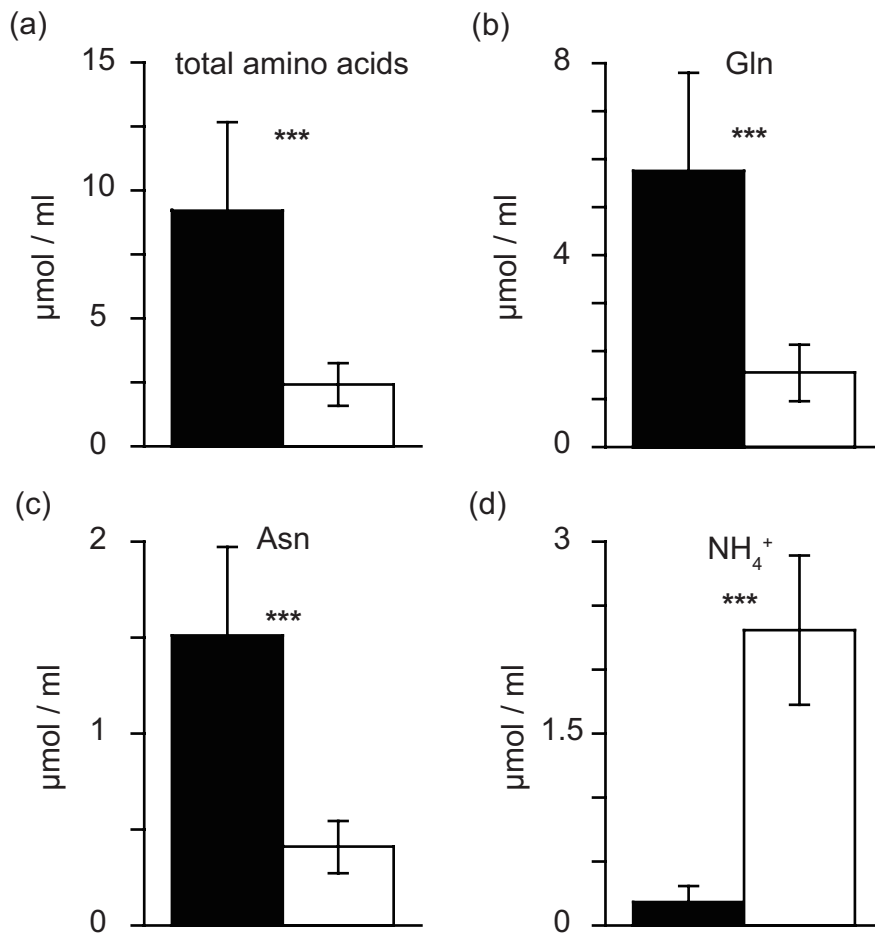 (a)
total amino acids
15
10
5
0
µmol / ml
***
(b)
Gln
8
4
0
µmol / ml
***
(c)
Asn
2
1
0
µmol / ml
***
(d)
NH₄⁺
3
1.5
0
µmol / ml
***